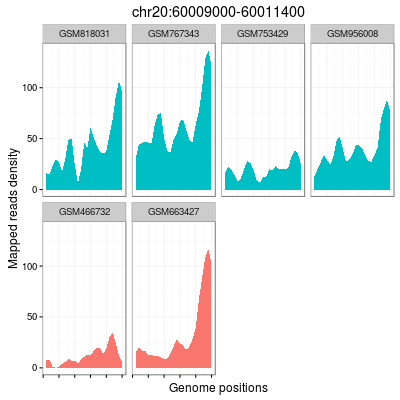 chr20:60009000-60011400
GSM818031 GSM767343 GSM753429 GSM956008
100
50
0
GSM466732 GSM663427
100
50
0
Mapped reads density
Genome positions